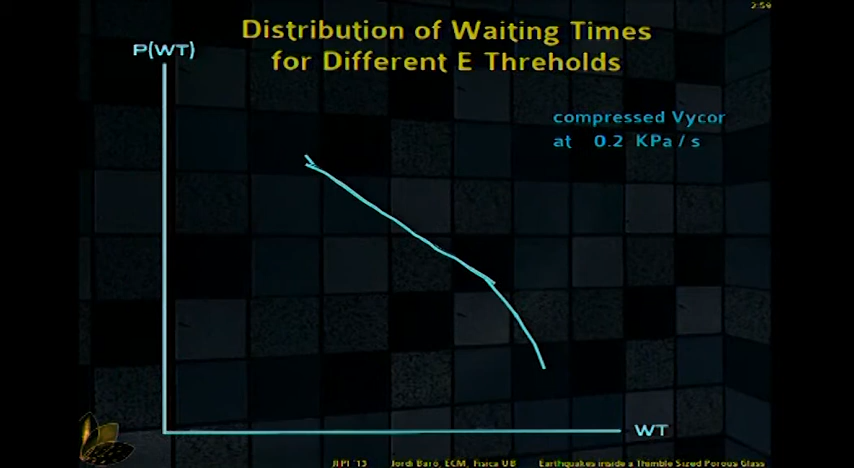 2:59
Distribution of Waiting Times
for Different E Threholds
P(WT)
compressed Vycor
at 0.2 KPa / s
WT
JIPI '13 Jordi Baró, ECM, Fisica UB Earthquakes inside a Thimble Sized Porous Glass